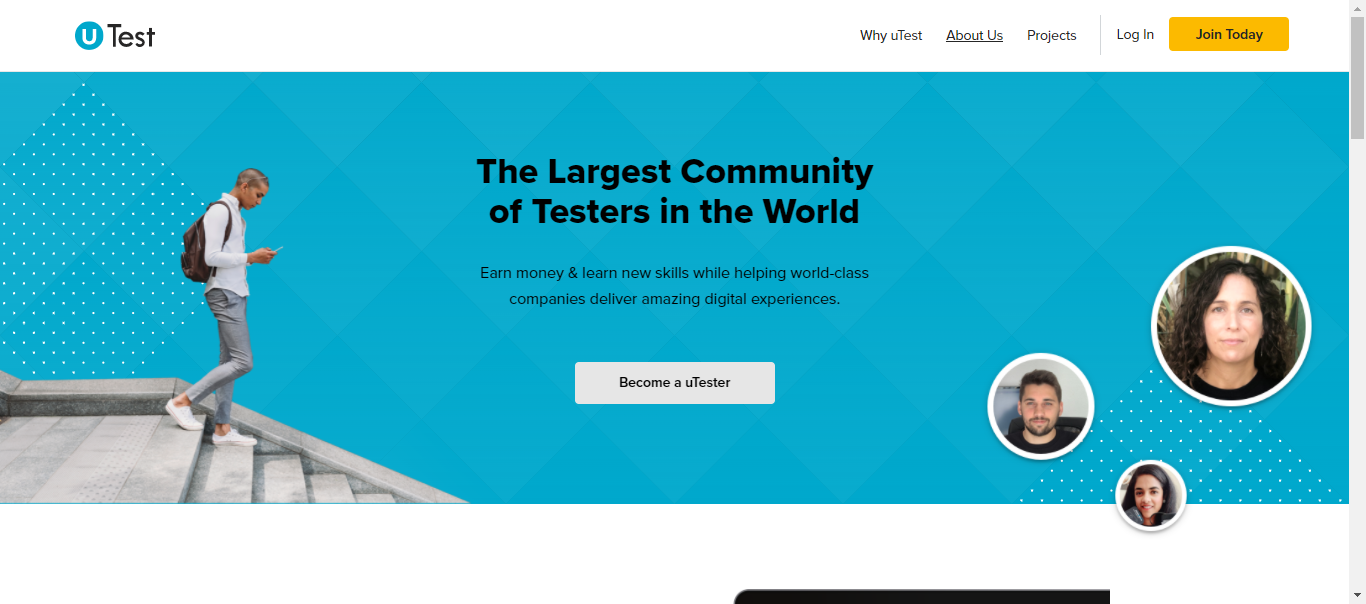 uTest
Why uTest
About Us
Projects
Log In
Join Today
The Largest Community
of Testers in the World
Earn money & learn new skills while helping world-class
companies deliver amazing digital experiences.
Become a uTester